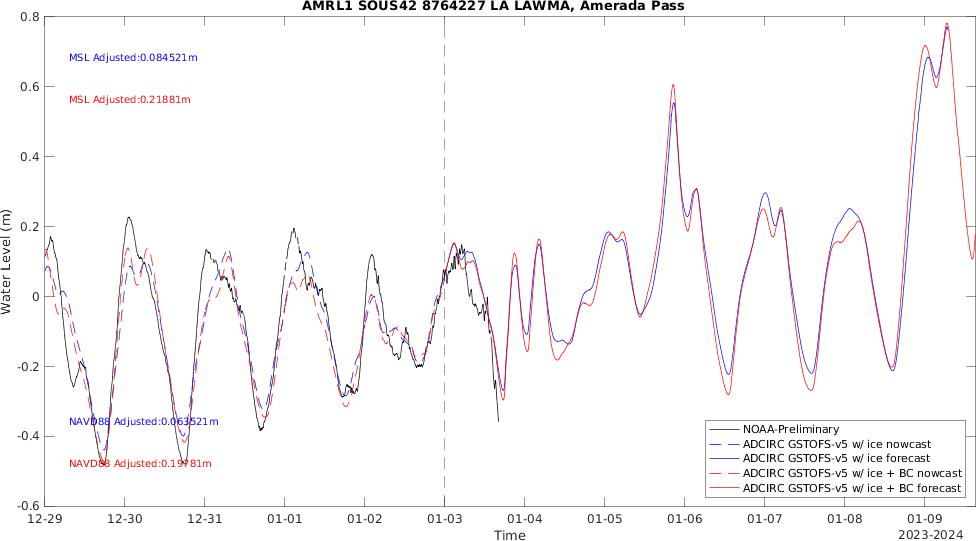 AMRL1 SOUS42 8764227 LA LAWMA, Amerada Pass
0.8
0.6
0.4
0.2
0
-0.2
-0.4
-0.6
Water Level (m)
MSL Adjusted:0.084521m
MSL Adjusted:0.21881m
NAVD88 Adjusted:0.063521m
NAVD88 Adjusted:0.19781m
NOAA-Preliminary
ADCIRC GSTOFS-v5 w/ ice nowcast
ADCIRC GSTOFS-v5 w/ ice forecast
ADCIRC GSTOFS-v5 w/ ice + BC nowcast
ADCIRC GSTOFS-v5 w/ ice + BC forecast
12-29 12-30 12-31 01-01 01-02 01-03 01-04 01-05 01-06 01-07 01-08 01-09
Time
2023-2024